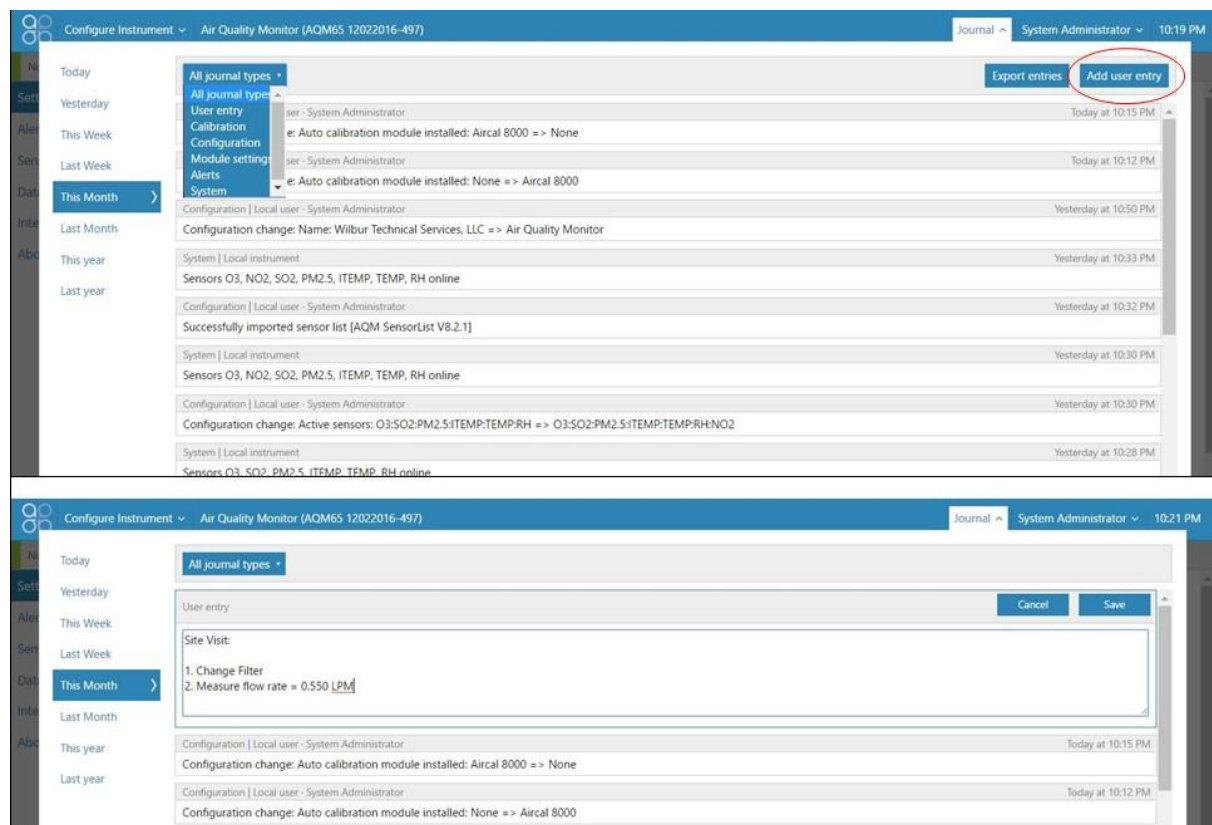 Configure Instrument Air Quality Monitor (AQM65 12022016-497) Journal System Administrator 10:19 PM
Today
Yesterday
This Week
Last Week
This Month
Last Month
This year
Last year
All journal types Export entries Add user entry
All journal types
User entry
Calibration
Configuration
Module settings
Alerts
System
ser - System Administrator Today at 10:15 PM
e: Auto calibration module installed: Aircal 8000 => None
ser - System Administrator Today at 10:12 PM
e: Auto calibration module installed: None => Aircal 8000
Configuration | Local user - System Administrator Yesterday at 10:50 PM
Configuration change: Name: Wilbur Technical Services, LLC => Air Quality Monitor
System | Local instrument Yesterday at 10:33 PM
Sensors O3, NO2, SO2, PM2.5, ITEMP, TEMP, RH online
Configuration | Local user - System Administrator Yesterday at 10:32 PM
Successfully imported sensor list [AQM SensorList V8.2.1]
System | Local instrument Yesterday at 10:30 PM
Sensors O3, NO2, SO2, PM2.5, ITEMP, TEMP, RH online
Configuration | Local user - System Administrator Yesterday at 10:30 PM
Configuration change: Active sensors: O3:SO2:PM2.5:ITEMP:TEMP:RH => O3:SO2:PM2.5:ITEMP:TEMP:RH:NO2
System | Local instrument Yesterday at 10:28 PM
Sensors O3, SO2, PM2.5, ITEMP, TEMP, RH online
Configure Instrument Air Quality Monitor (AQM65 12022016-497) Journal System Administrator 10:21 PM
Today
Yesterday
This Week
Last Week
This Month
Last Month
This year
Last year
All journal types
User entry Cancel Save
Site Visit:
1. Change Filter
2. Measure flow rate = 0.550 LPM
Configuration | Local user - System Administrator Today at 10:15 PM
Configuration change: Auto calibration module installed: Aircal 8000 => None
Configuration | Local user - System Administrator Today at 10:12 PM
Configuration change: Auto calibration module installed: None => Aircal 8000